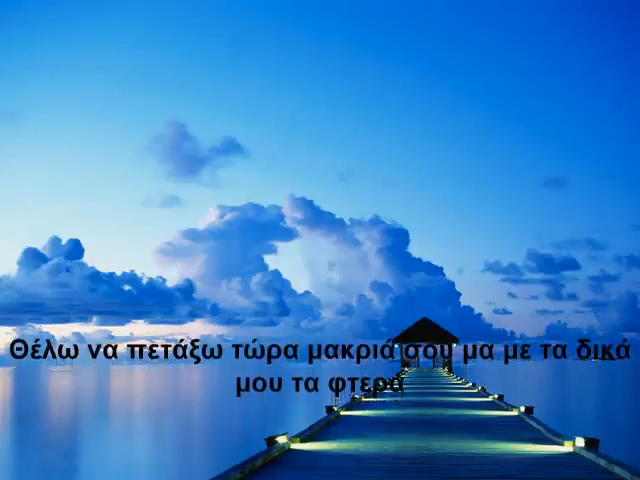 Θέλω να πετάξω τώρα μακριά σου μα με τα δικά
μου τα φτερά